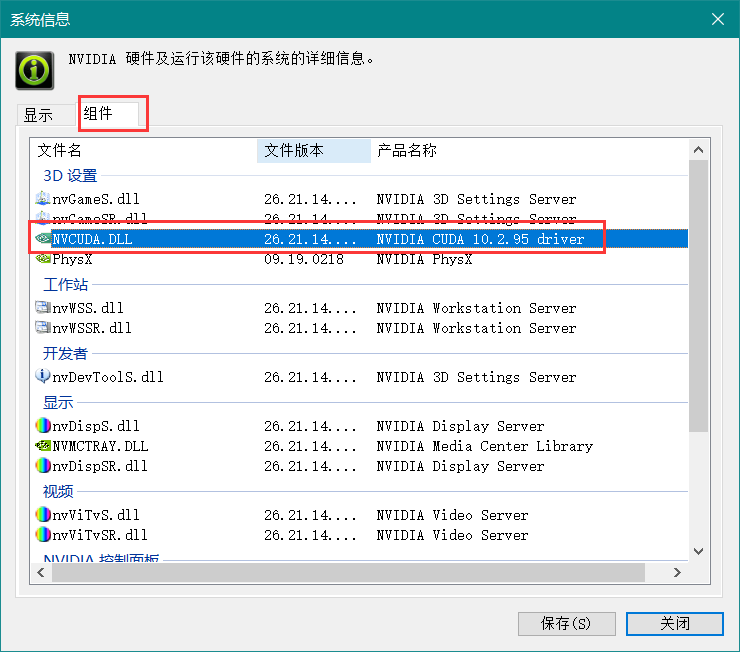 系统信息
NVIDIA 硬件及运行该硬件的系统的详细信息。
显示 组件
文件名 文件版本 产品名称
3D 设置
nvGameS.dll 26.21.14.... NVIDIA 3D Settings Server
nvGameSR.dll 26.21.14.... NVIDIA 3D Settings Server
NVCUDA.DLL 26.21.14.... NVIDIA CUDA 10.2.95 driver
PhysX 09.19.0218 NVIDIA PhysX
工作站
nvWSS.dll 26.21.14.... NVIDIA Workstation Server
nvWSSR.dll 26.21.14.... NVIDIA Workstation Server
开发者
nvDevToolS.dll 26.21.14.... NVIDIA 3D Settings Server
显示
nvDispS.dll 26.21.14.... NVIDIA Display Server
NVMCTRAY.DLL 26.21.14.... NVIDIA Media Center Library
nvDispSR.dll 26.21.14.... NVIDIA Display Server
视频
nvViTvS.dll 26.21.14.... NVIDIA Video Server
nvViTvSR.dll 26.21.14.... NVIDIA Video Server
NVIDIA 控制面板
保存(S) 关闭